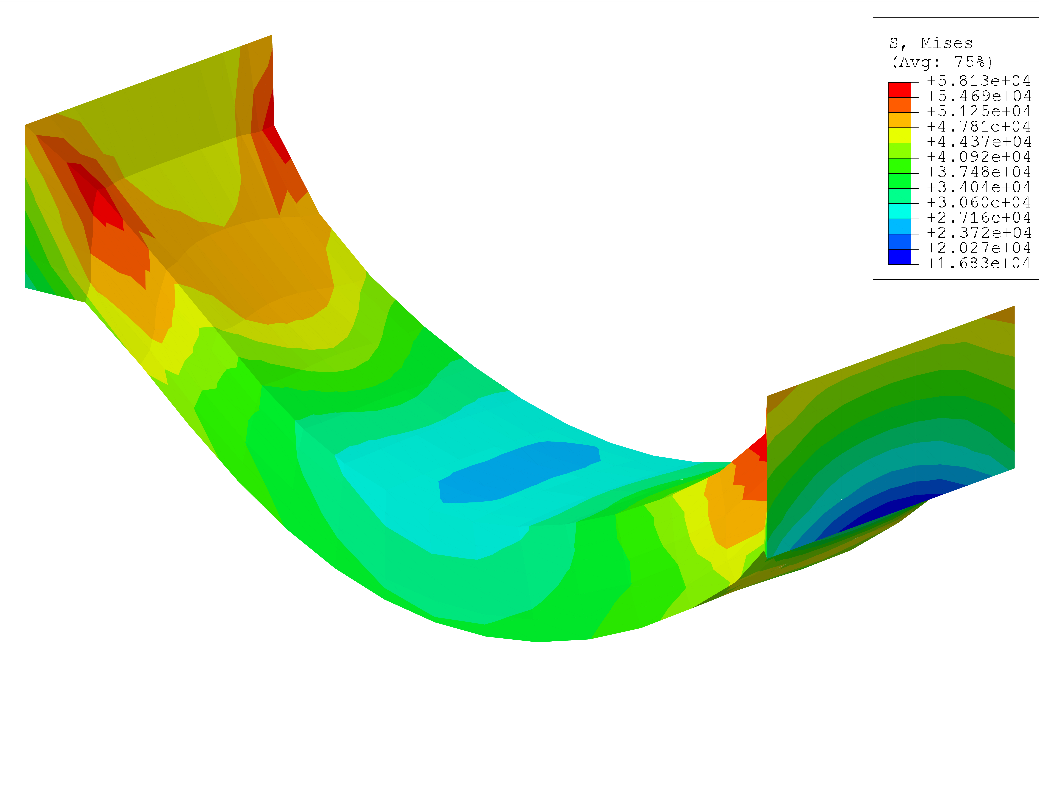 S, Mises
(Avg: 75%)
+5.813e+04
+5.469e+04
+5.125e+04
+4.781e+04
+4.437e+04
+4.092e+04
+3.748e+04
+3.404e+04
+3.060e+04
+2.716e+04
+2.372e+04
+2.027e+04
+1.683e+04